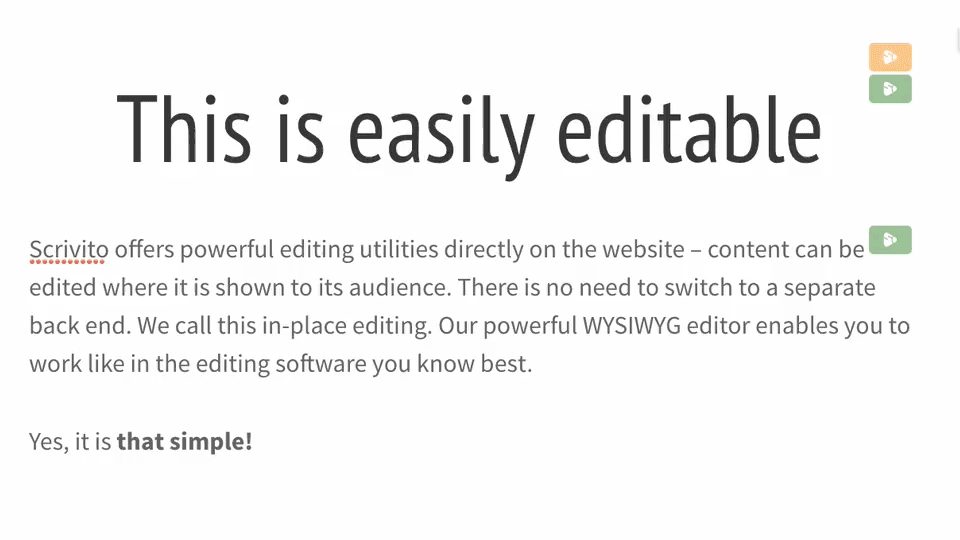 This is easily editable
Scrivito offers powerful editing utilities directly on the website – content can be
edited where it is shown to its audience. There is no need to switch to a separate
back end. We call this in-place editing. Our powerful WYSIWYG editor enables you to
work like in the editing software you know best.
Yes, it is that simple!